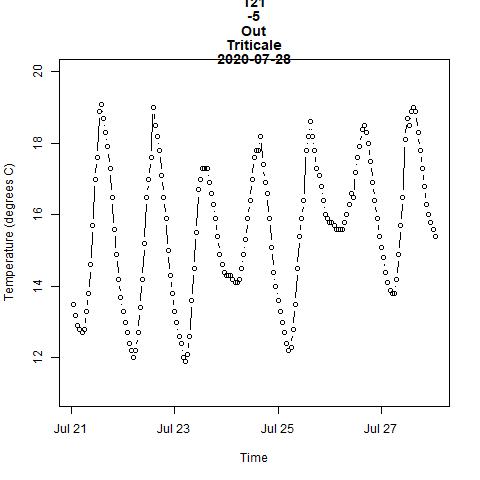 121
-5
Out
Triticale
2020-07-28
20
18
16
14
12
Temperature (degrees C)
Jul 21
Jul 23
Jul 25
Jul 27
Time